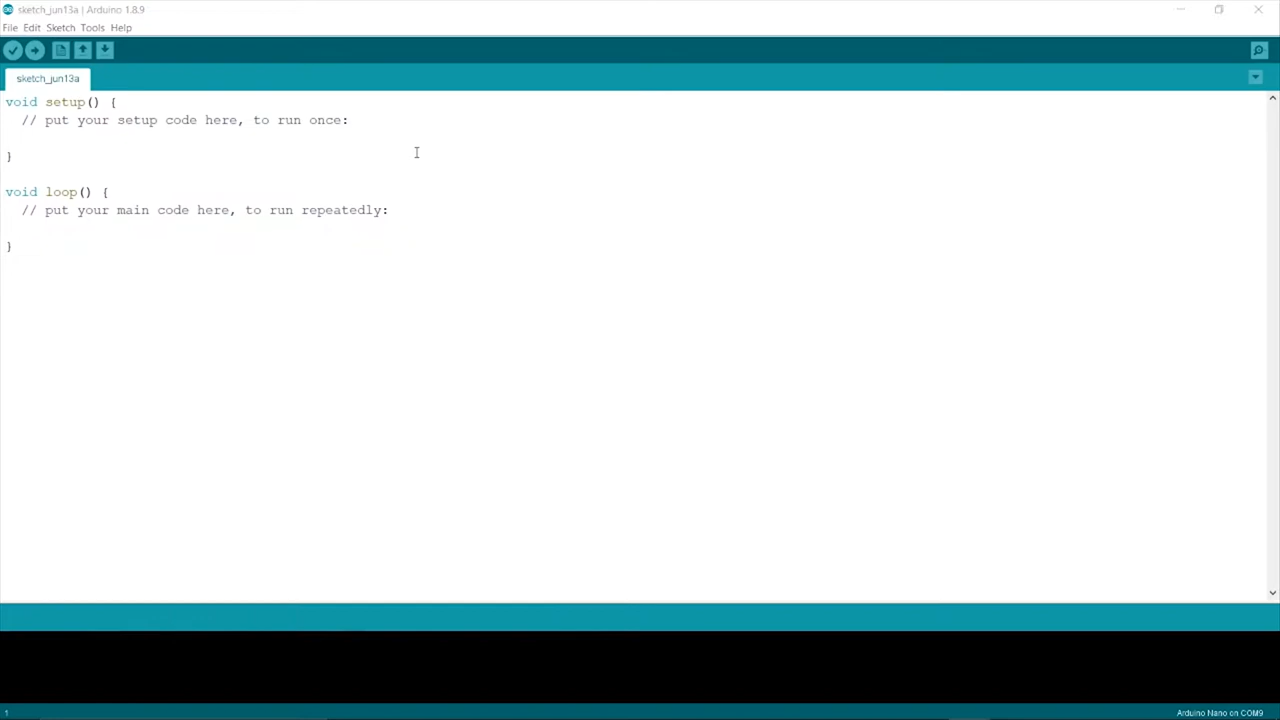 sketch_jun13a | Arduino 1.8.9
File Edit Sketch Tools Help
sketch_jun13a
void setup() {
  // put your setup code here, to run once:
}
void loop() {
  // put your main code here, to run repeatedly:
}
1
Arduino Nano on COM9